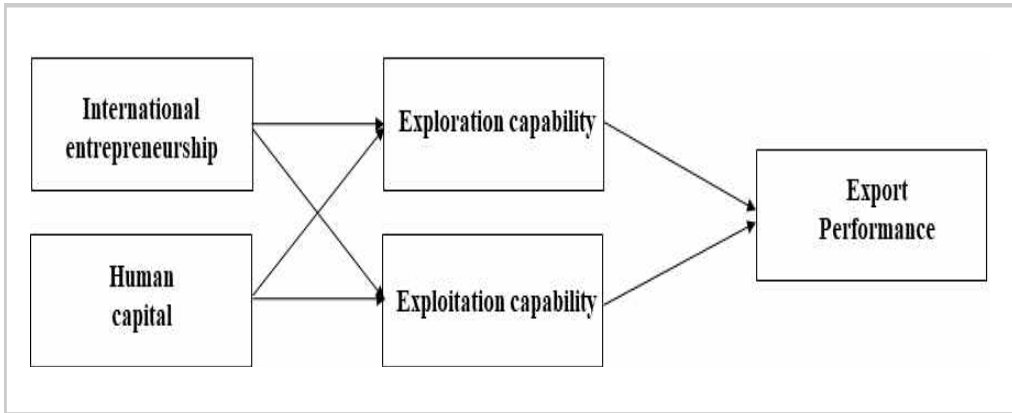 International
entrepreneurship
Exploration capability
Human
capital
Exploitation capability
Export
Performance